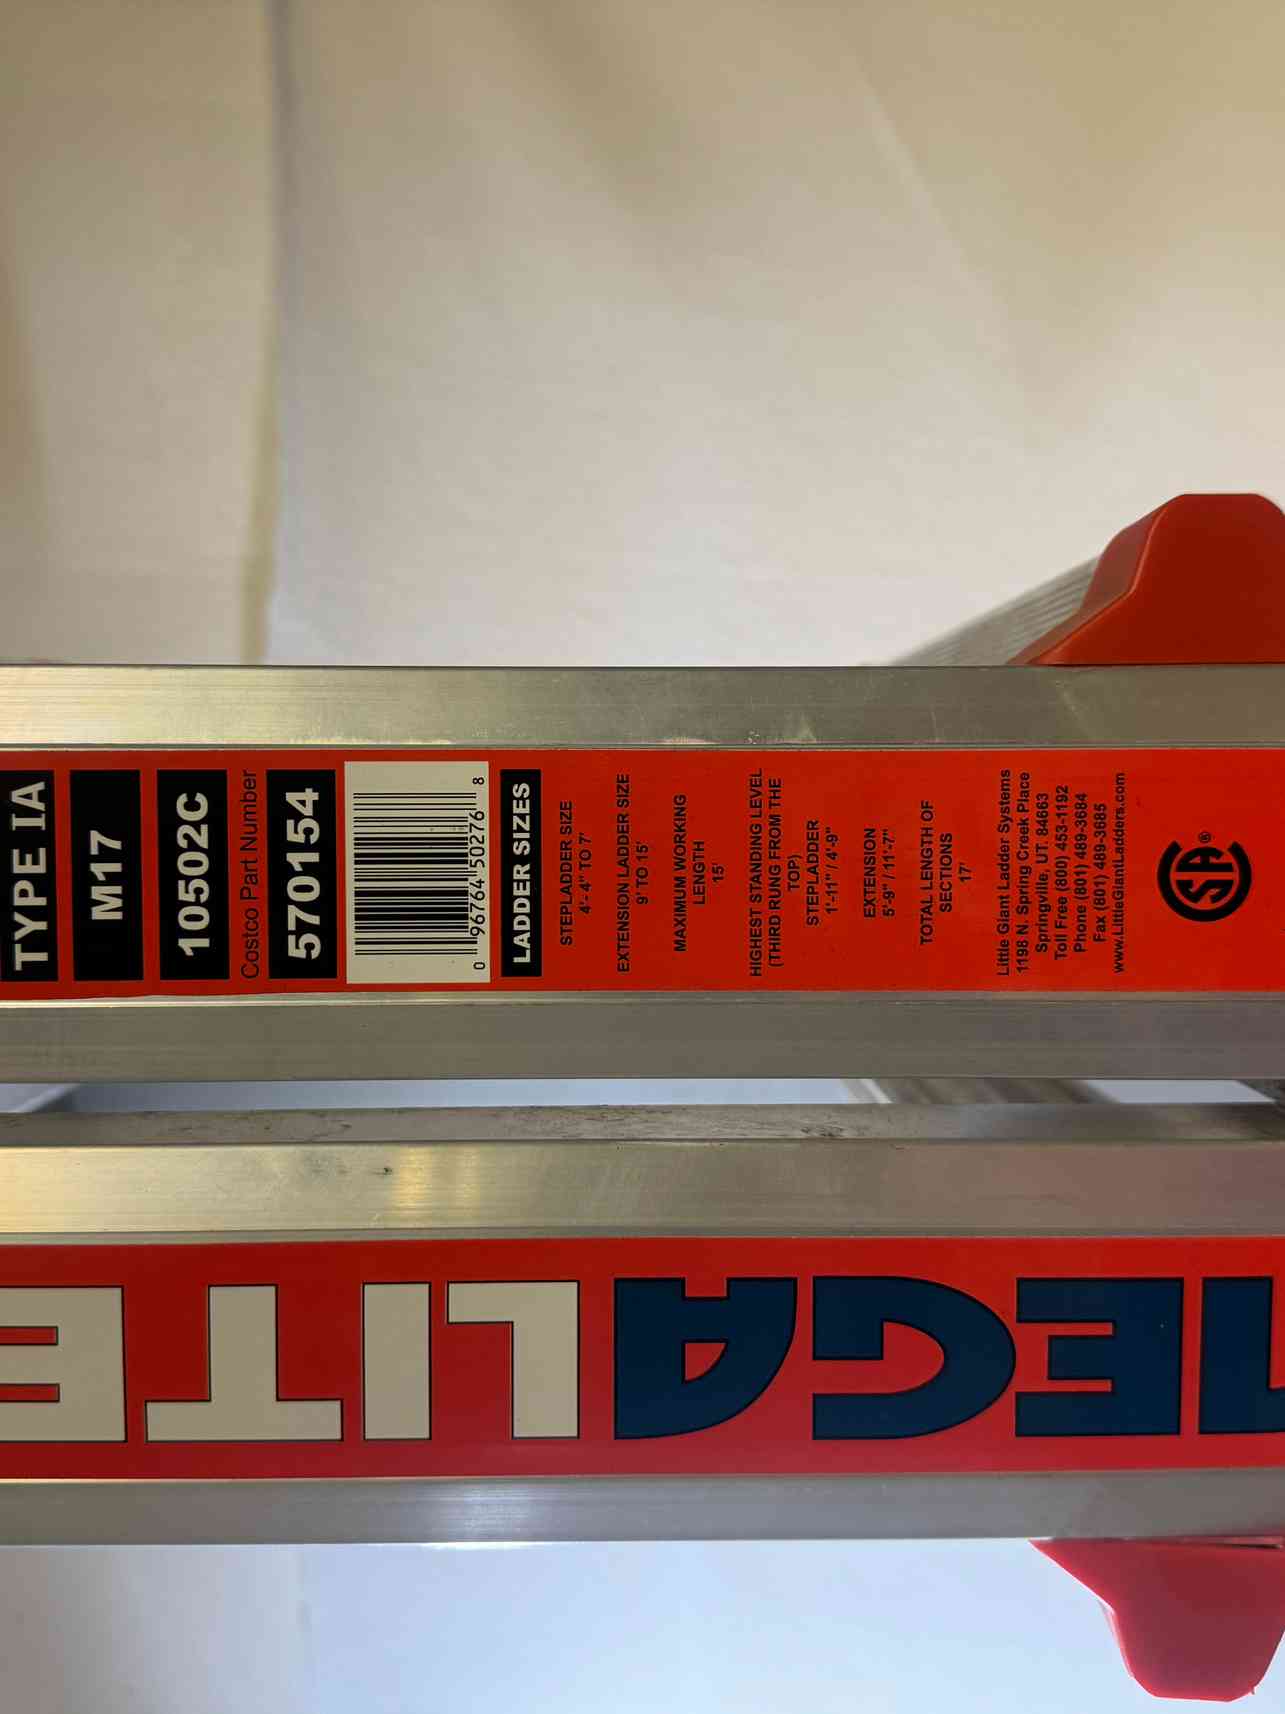 TYPE IA
M17
10502C
Costco Part Number
570154
0 96764 50276 8
LADDER SIZES
STEPLADDER SIZE
4'- 4" TO 7'
EXTENSION LADDER SIZE
9' TO 15'
MAXIMUM WORKING
LENGTH
15'
HIGHEST STANDING LEVEL
(THIRD RUNG FROM THE
TOP)
STEPLADDER
1'-11" / 4'-9"
EXTENSION
5'-9" / 11'-7"
TOTAL LENGTH OF
SECTIONS
17'
Little Giant Ladder Systems
1198 N. Spring Creek Place
Springville, UT. 84663
Toll Free (800) 453-1192
Phone (801) 489-3684
Fax (801) 489-3685
www.LittleGiantLadders.com
CSA®
MEGALITE